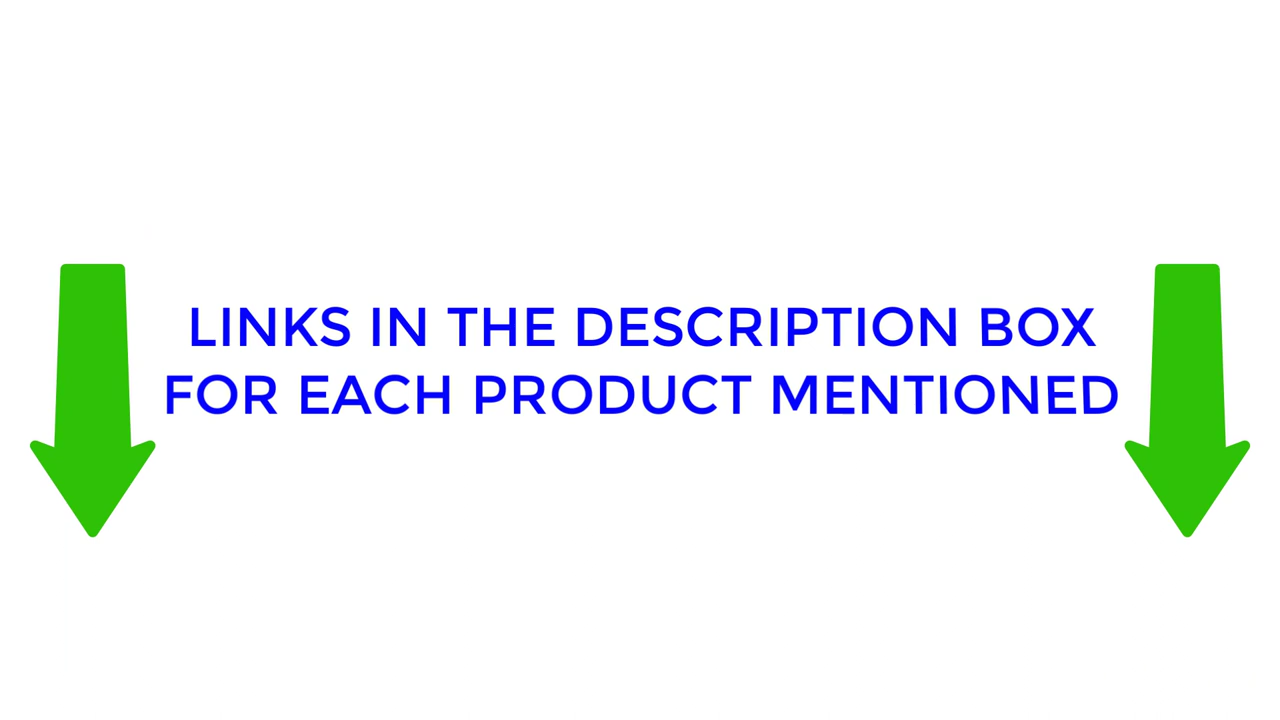 LINKS IN THE DESCRIPTION BOX
FOR EACH PRODUCT MENTIONED